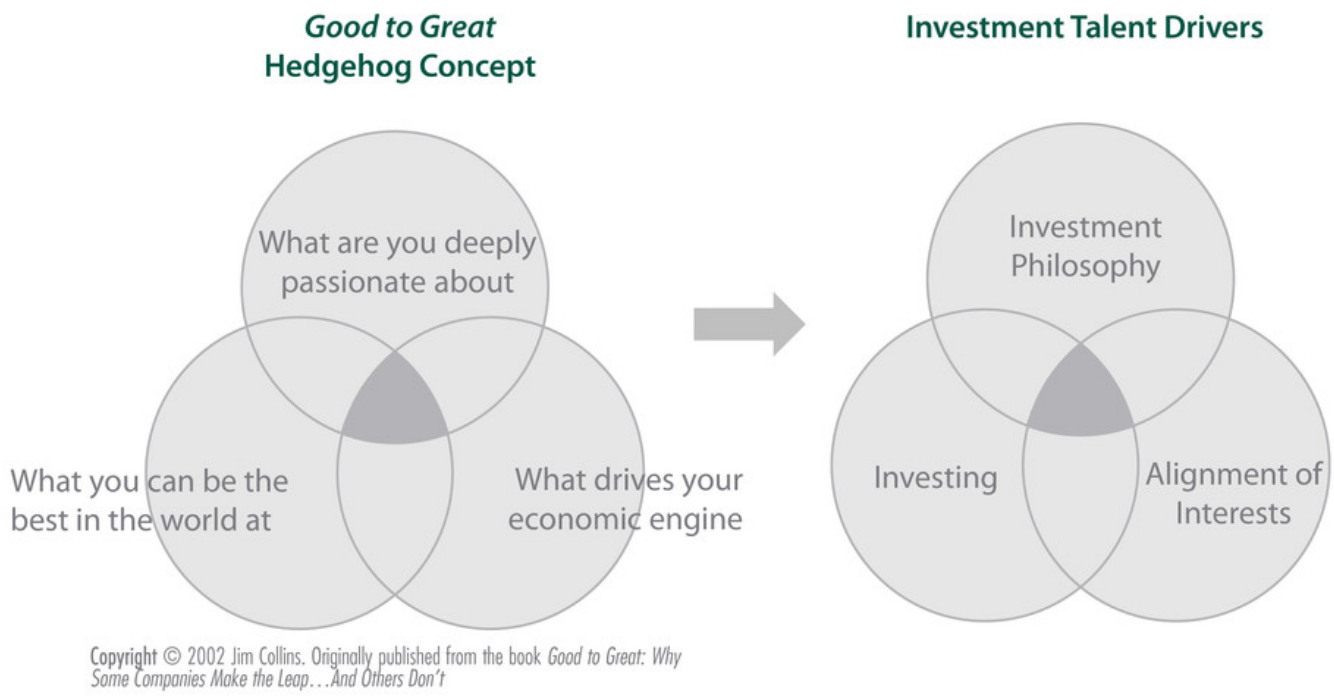 Good to Great
Hedgehog Concept
What are you deeply
passionate about
What you can be the
best in the world at
What drives your
economic engine
Copyright © 2002 Jim Collins. Originally published from the book Good to Great: Why
Some Companies Make the Leap…And Others Don't
Investment Talent Drivers
Investment
Philosophy
Investing
Alignment of
Interests